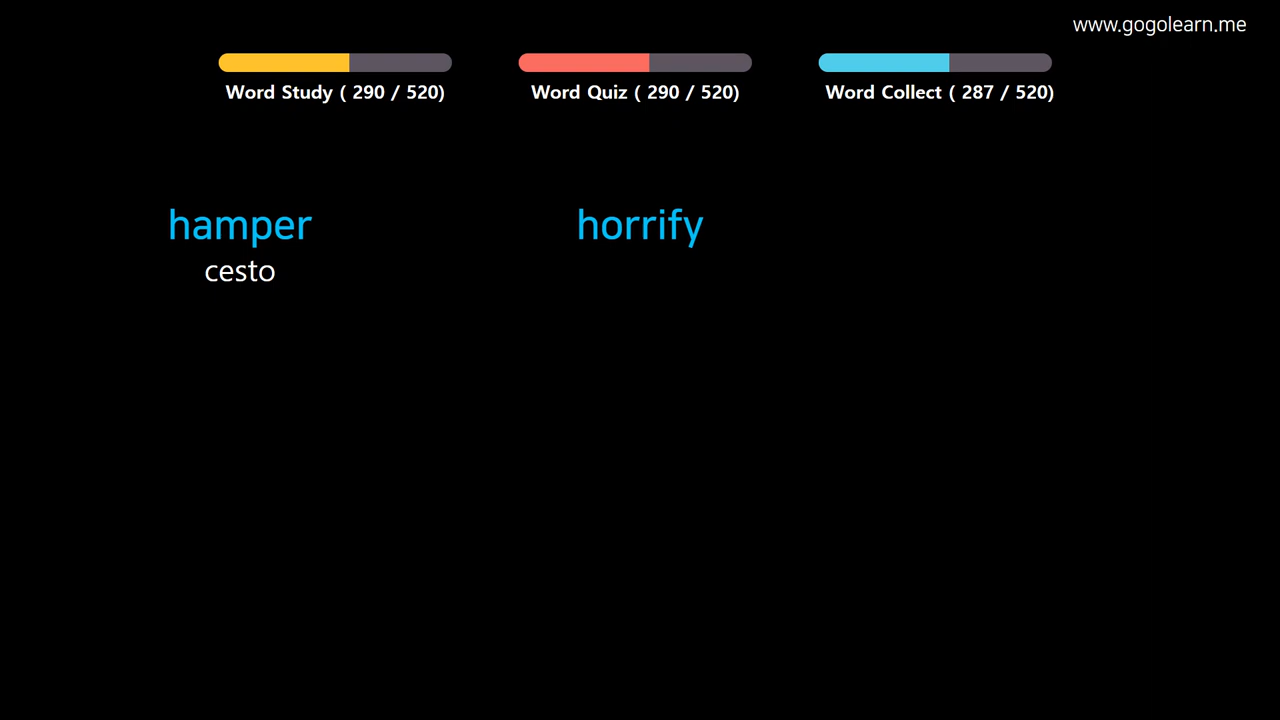 www.gogolearn.me
Word Study ( 290 / 520)
Word Quiz ( 290 / 520)
Word Collect ( 287 / 520)
hamper
horrify
cesto